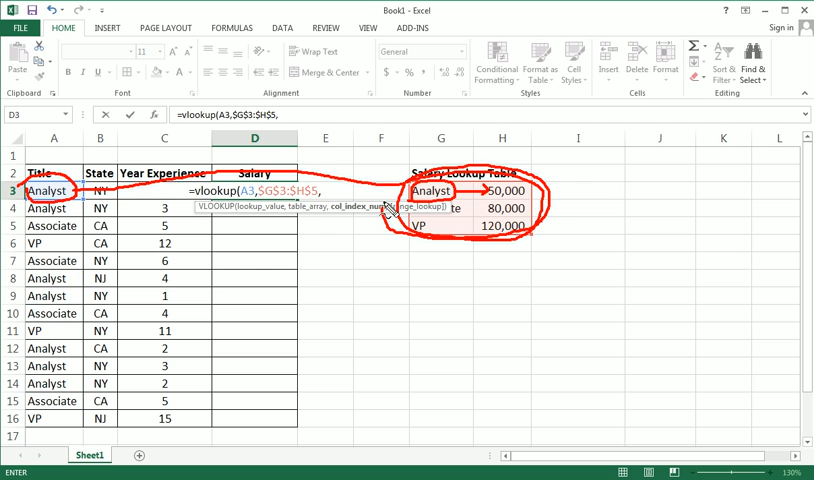 Book1 - Excel
FILE HOME INSERT PAGE LAYOUT FORMULAS DATA REVIEW VIEW ADD-INS Sign in
Paste
11 A A
Wrap Text
General
B I U A
Merge & Center
$ % ,
Conditional Formatting
Format as Table
Cell Styles
Insert Delete Format
Sort & Filter
Find & Select
Clipboard Font Alignment Number Styles Cells Editing
D3 =vlookup(A3,$G$3:$H$5,
A B C D E F G H I J K L
1
2 Title State Year Experience Salary Salary Lookup Table
3 Analyst NY =vlookup(A3,$G$3:$H$5, Analyst 50,000
VLOOKUP(lookup_value, table_array, col_index_num
4 Analyst NY 3 80,000
5 Associate CA 5 VP 120,000
6 VP CA 12
7 Associate NY 6
8 Analyst NJ 4
9 Analyst NY 1
10 Associate CA 4
11 VP NY 11
12 Analyst CA 2
13 Analyst NY 3
14 Analyst NY 2
15 Associate CA 5
16 VP NJ 15
17
Sheet1
ENTER 130%